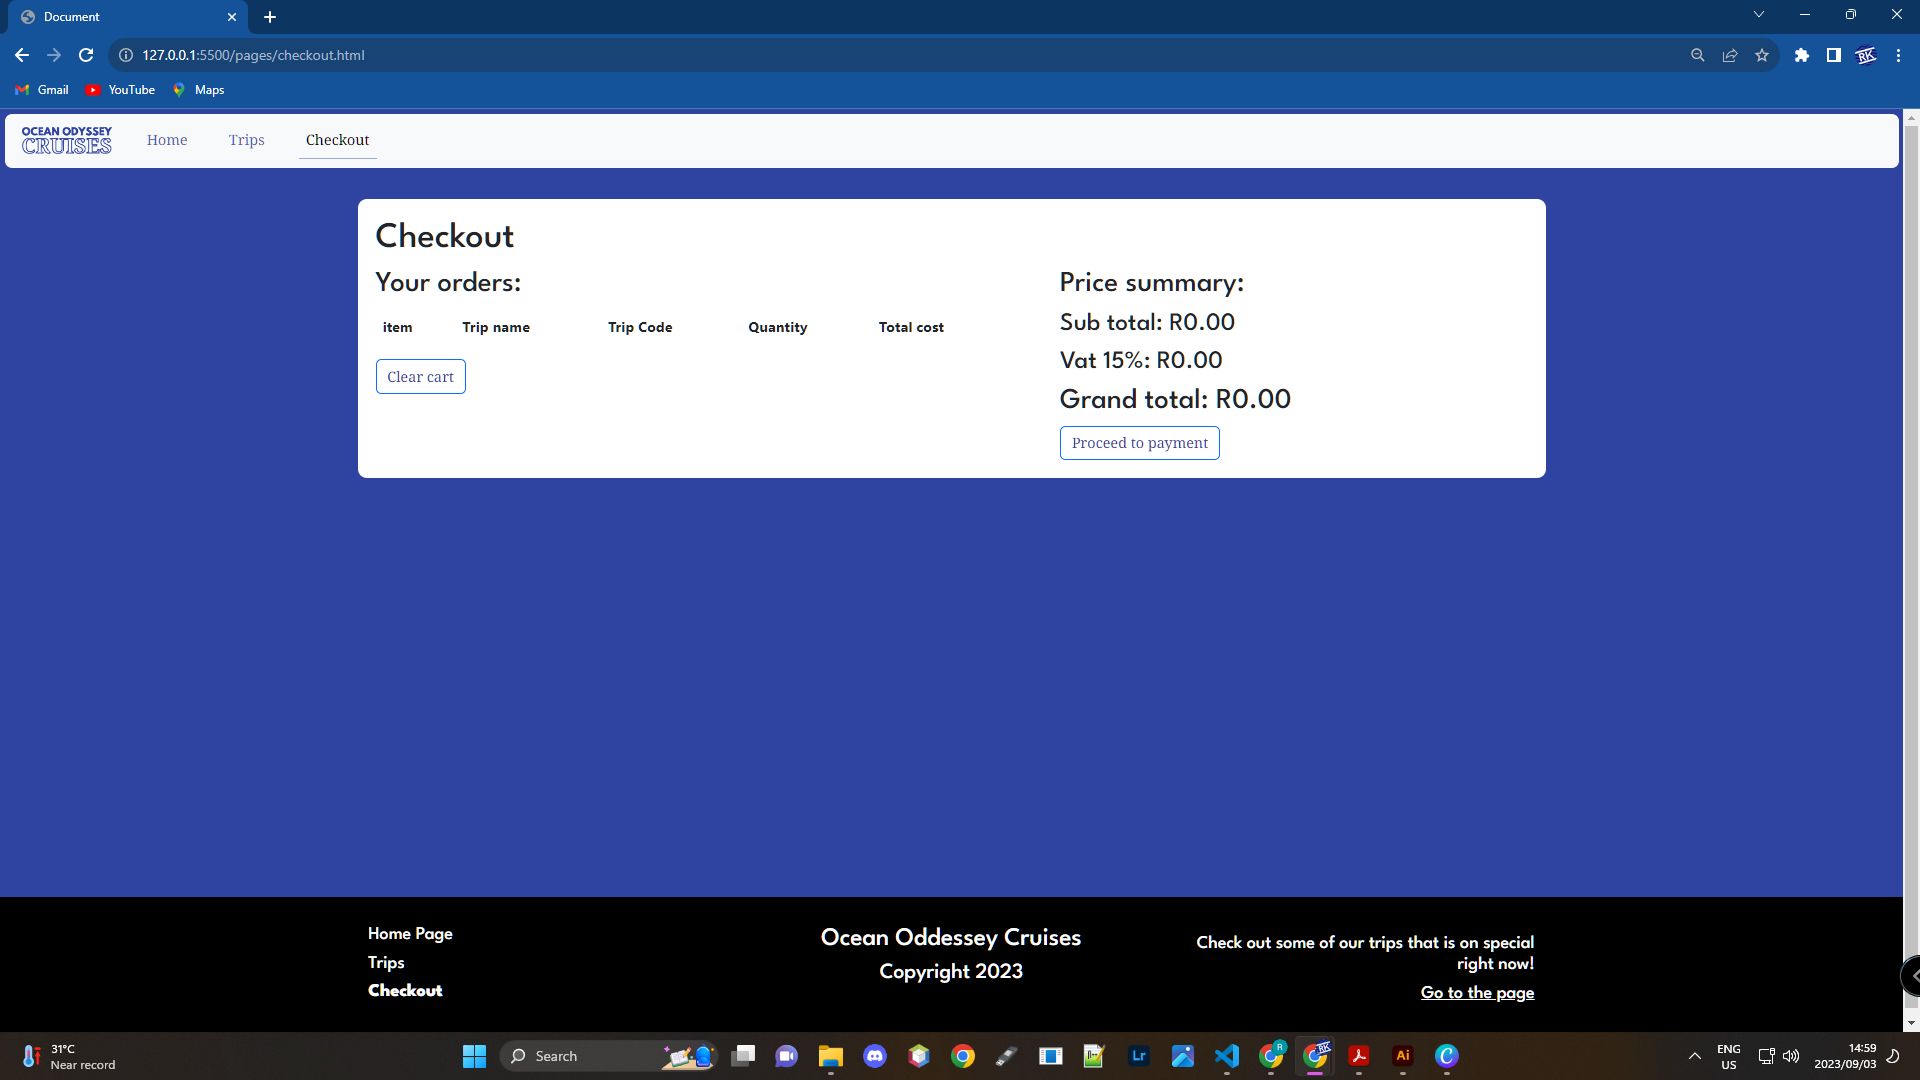 Document
127.0.0.1:5500/pages/checkout.html
RK
Gmail
YouTube
Maps
OCEAN ODYSSEY
CRUISES
Home
Trips
Checkout
Checkout
Your orders:
item Trip name Trip Code Quantity Total cost
Clear cart
Price summary:
Sub total: R0.00
Vat 15%: R0.00
Grand total: R0.00
Proceed to payment
Home Page
Trips
Checkout
Ocean Oddessey Cruises
Copyright 2023
Check out some of our trips that is on special
right now!
Go to the page
31°C
Near record
Search
Lr
R
RK
Ai
ENG
US
14:59
2023/09/03